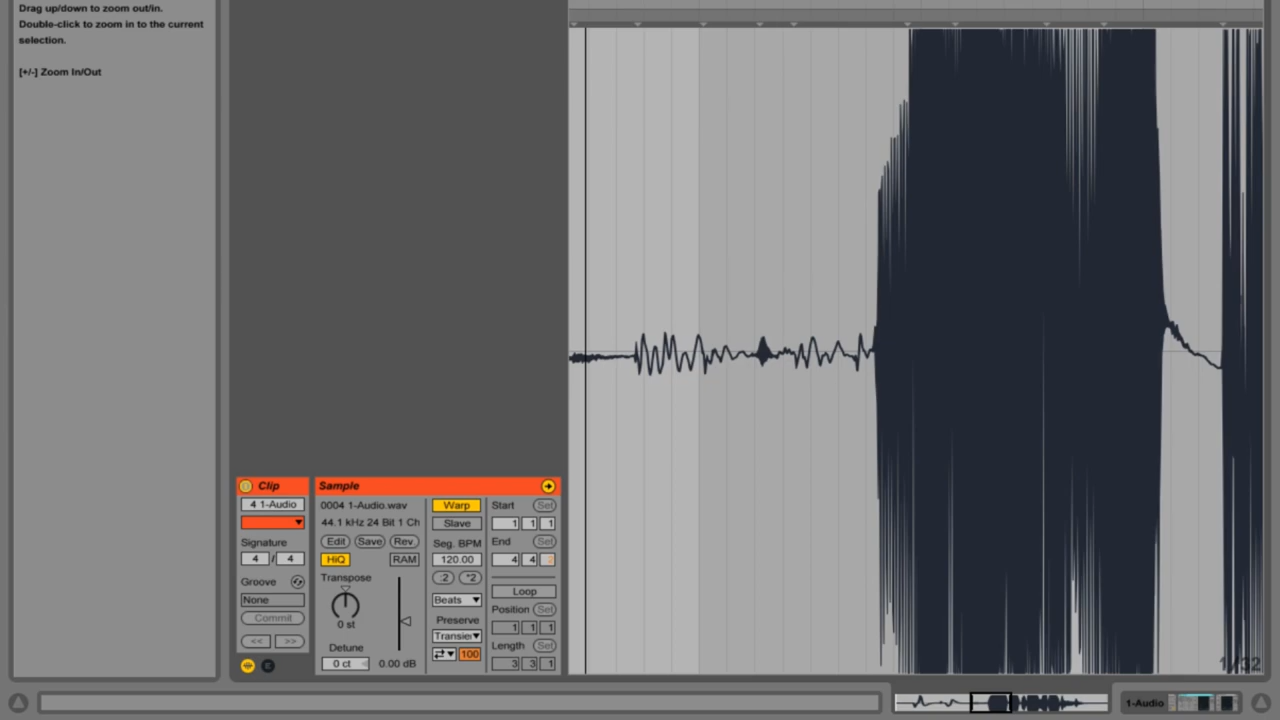 Drag up/down to zoom out/in.
Double-click to zoom in to the current
selection.
[+/-] Zoom In/Out
Clip
4 1-Audio
Signature
4 / 4
Groove
None
Commit
<< >>
Sample
0004 1-Audio.wav
44.1 kHz 24 Bit 1 Ch
Edit Save Rev.
HiQ RAM
Transpose
0 st
Detune
0 ct 0.00 dB
Warp
Slave
Seg. BPM
120.00
:2 *2
Beats
Preserve
Transie
100
Start Set
1 1 1
End Set
4 4 2
Loop
Position Set
1 1 1
Length Set
3 3 1
1/32
1-Audio